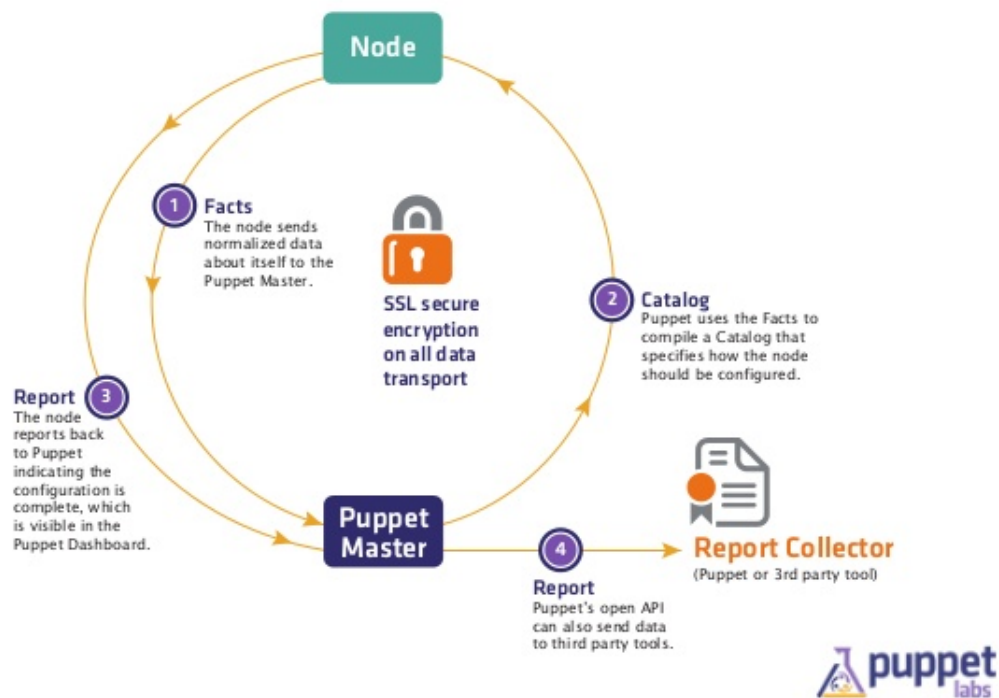 Node
1
Facts
The node sends
normalized data
about itself to the
Puppet Master.
SSL secure
encryption
on all data
transport
2
Catalog
Puppet uses the Facts to
compile a Catalog that
specifies how the node
should be configured.
3
Report
The node
reports back
to Puppet
indicating the
configuration is
complete, which
is visible in the
Puppet Dashboard.
Puppet
Master
4
Report
Puppet's open API
can also send data
to third party tools.
Report Collector
(Puppet or 3rd party tool)
puppet
labs